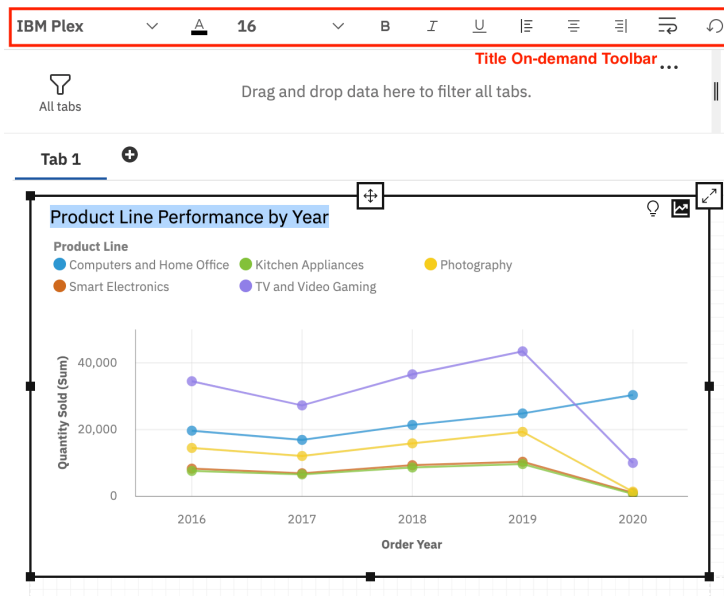 IBM Plex A 16 B I U
Title On-demand Toolbar
All tabs
Drag and drop data here to filter all tabs.
Tab 1
Product Line Performance by Year
Product Line
Computers and Home Office Kitchen Appliances Photography
Smart Electronics TV and Video Gaming
Quantity Sold (Sum)
40,000
20,000
0
2016 2017 2018 2019 2020
Order Year